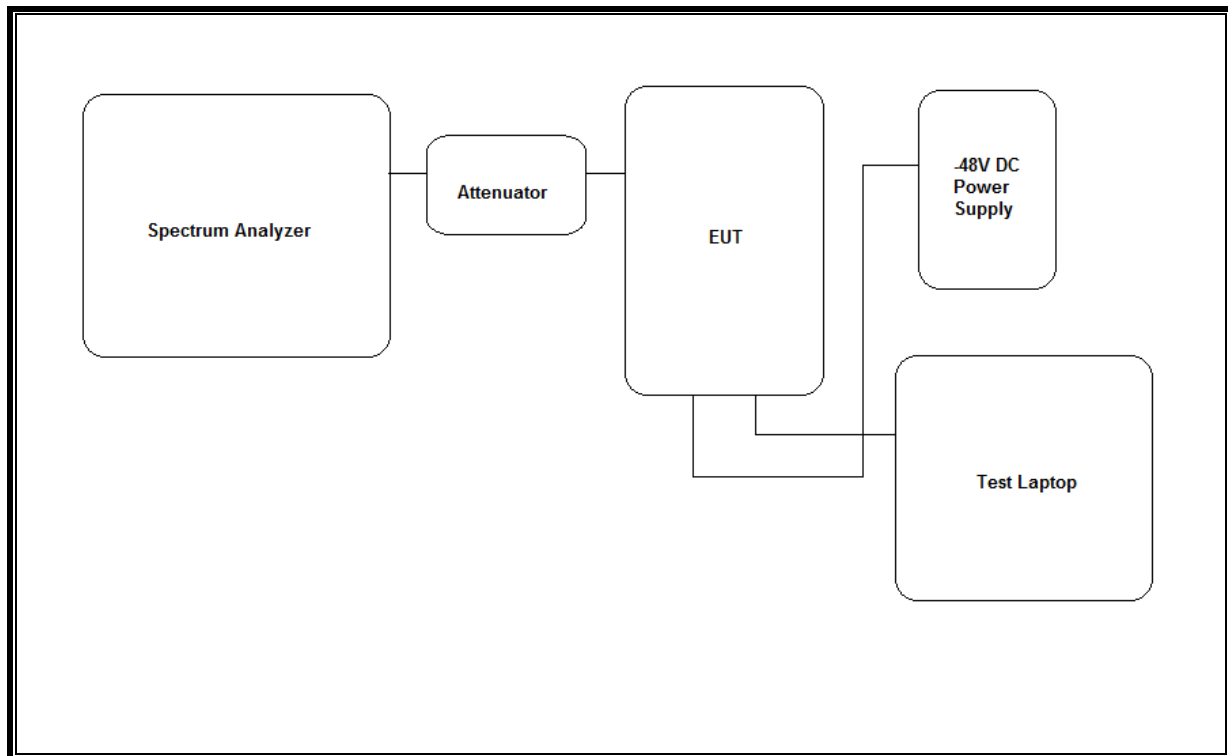 Spectrum Analyzer
Attenuator
EUT
-48V DC
Power
Supply
Test Laptop